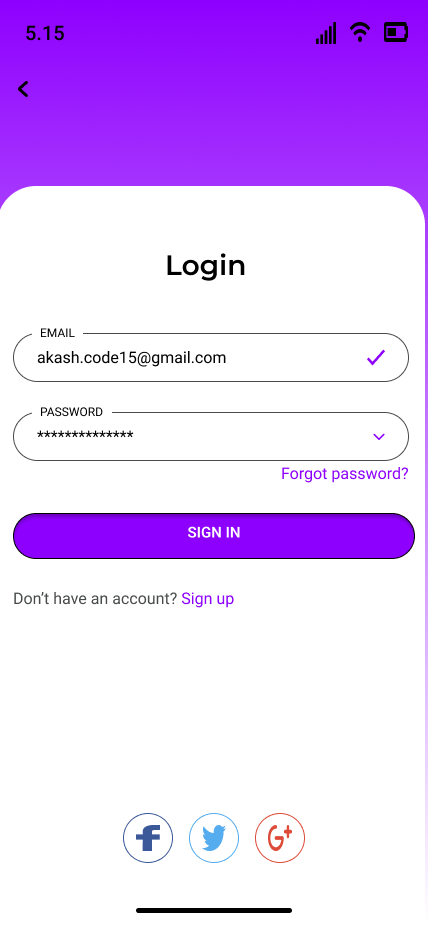 5.15
Login
EMAIL
akash.code15@gmail.com
PASSWORD
**************
Forgot password?
SIGN IN
Don't have an account? Sign up